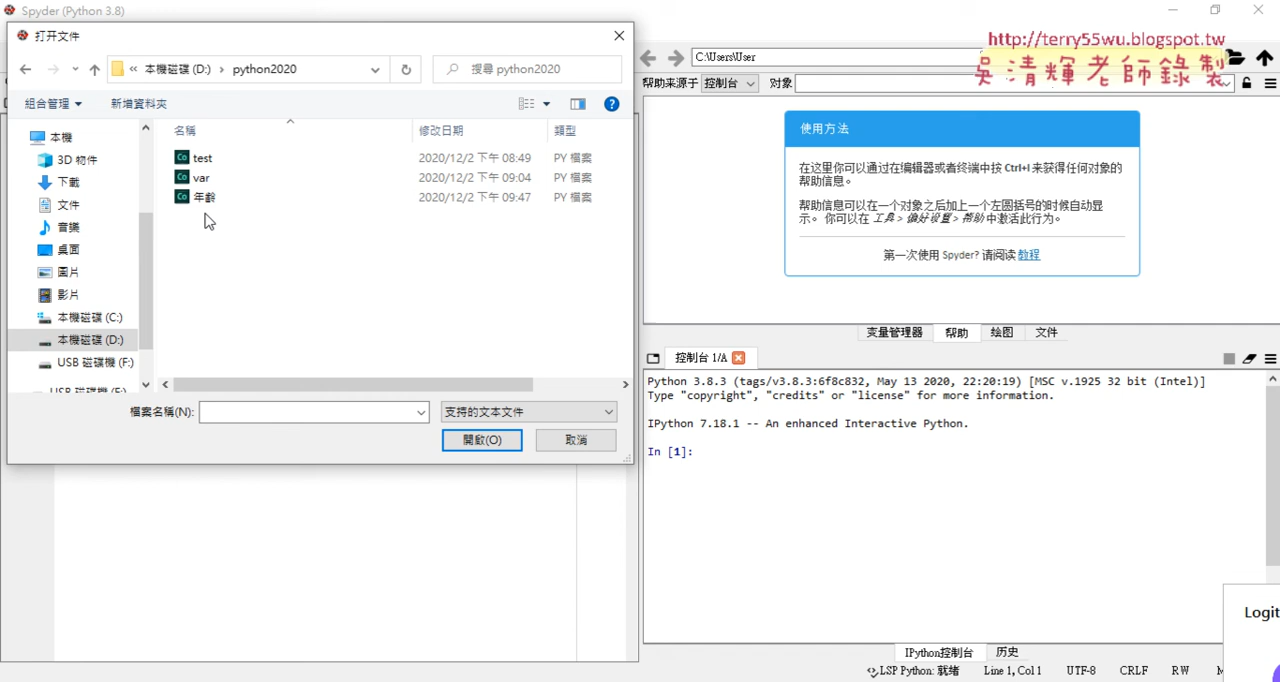 Spyder (Python 3.8)
打开文件
http://terry55wu.blogspot.tw
吳清輝老師錄製
« 本機磁碟 (D:) › python2020
搜尋 python2020
C:\Users\User
帮助来源于 控制台 对象
組合管理 新增資料夾
名稱 修改日期 類型
test 2020/12/2 下午 08:49 PY 檔案
var 2020/12/2 下午 09:04 PY 檔案
年齡 2020/12/2 下午 09:47 PY 檔案
本機
3D 物件
下載
文件
音樂
桌面
圖片
影片
本機磁碟 (C:)
本機磁碟 (D:)
USB 磁碟機 (F:)
檔案名稱(N):
支持的文本文件
開啟(O) 取消
使用方法
在这里你可以通过在编辑器或者终端中按 Ctrl+I 来获得任何对象的
帮助信息。
帮助信息可以在一个对象之后加上一个左圆括号的时候自动显
示。 你可以在 工具 > 偏好设置 > 帮助 中激活此行为。
第一次使用 Spyder? 请阅读 教程
变量管理器 帮助 绘图 文件
控制台 1/A
Python 3.8.3 (tags/v3.8.3:6f8c832, May 13 2020, 22:20:19) [MSC v.1925 32 bit (Intel)]
Type "copyright", "credits" or "license" for more information.
IPython 7.18.1 -- An enhanced Interactive Python.
In [1]:
Logit
IPython控制台 历史
LSP Python: 就绪 Line 1, Col 1 UTF-8 CRLF RW